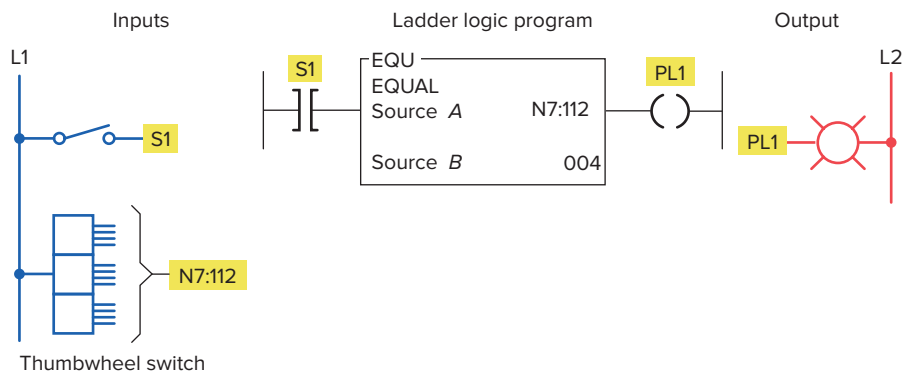 Inputs
Ladder logic program
Output
L1
L2
S1
S1
EQU
EQUAL
Source A N7:112
Source B 004
PL1
PL1
N7:112
Thumbwheel switch